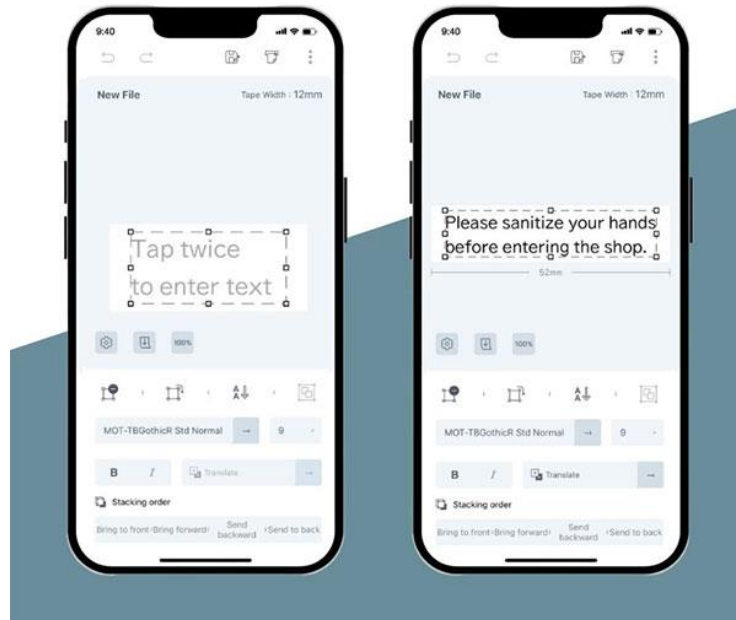 9:40
New File
Tape Width : 12mm
Tap twice
to enter text
100%
MOT-TBGothicR Std Normal
9
B I Translate
Stacking order
Bring to front Bring forward Send backward Send to back
9:40
New File
Tape Width : 12mm
Please sanitize your hands
before entering the shop.
52mm
100%
MOT-TBGothicR Std Normal
9
B I Translate
Stacking order
Bring to front Bring forward Send backward Send to back